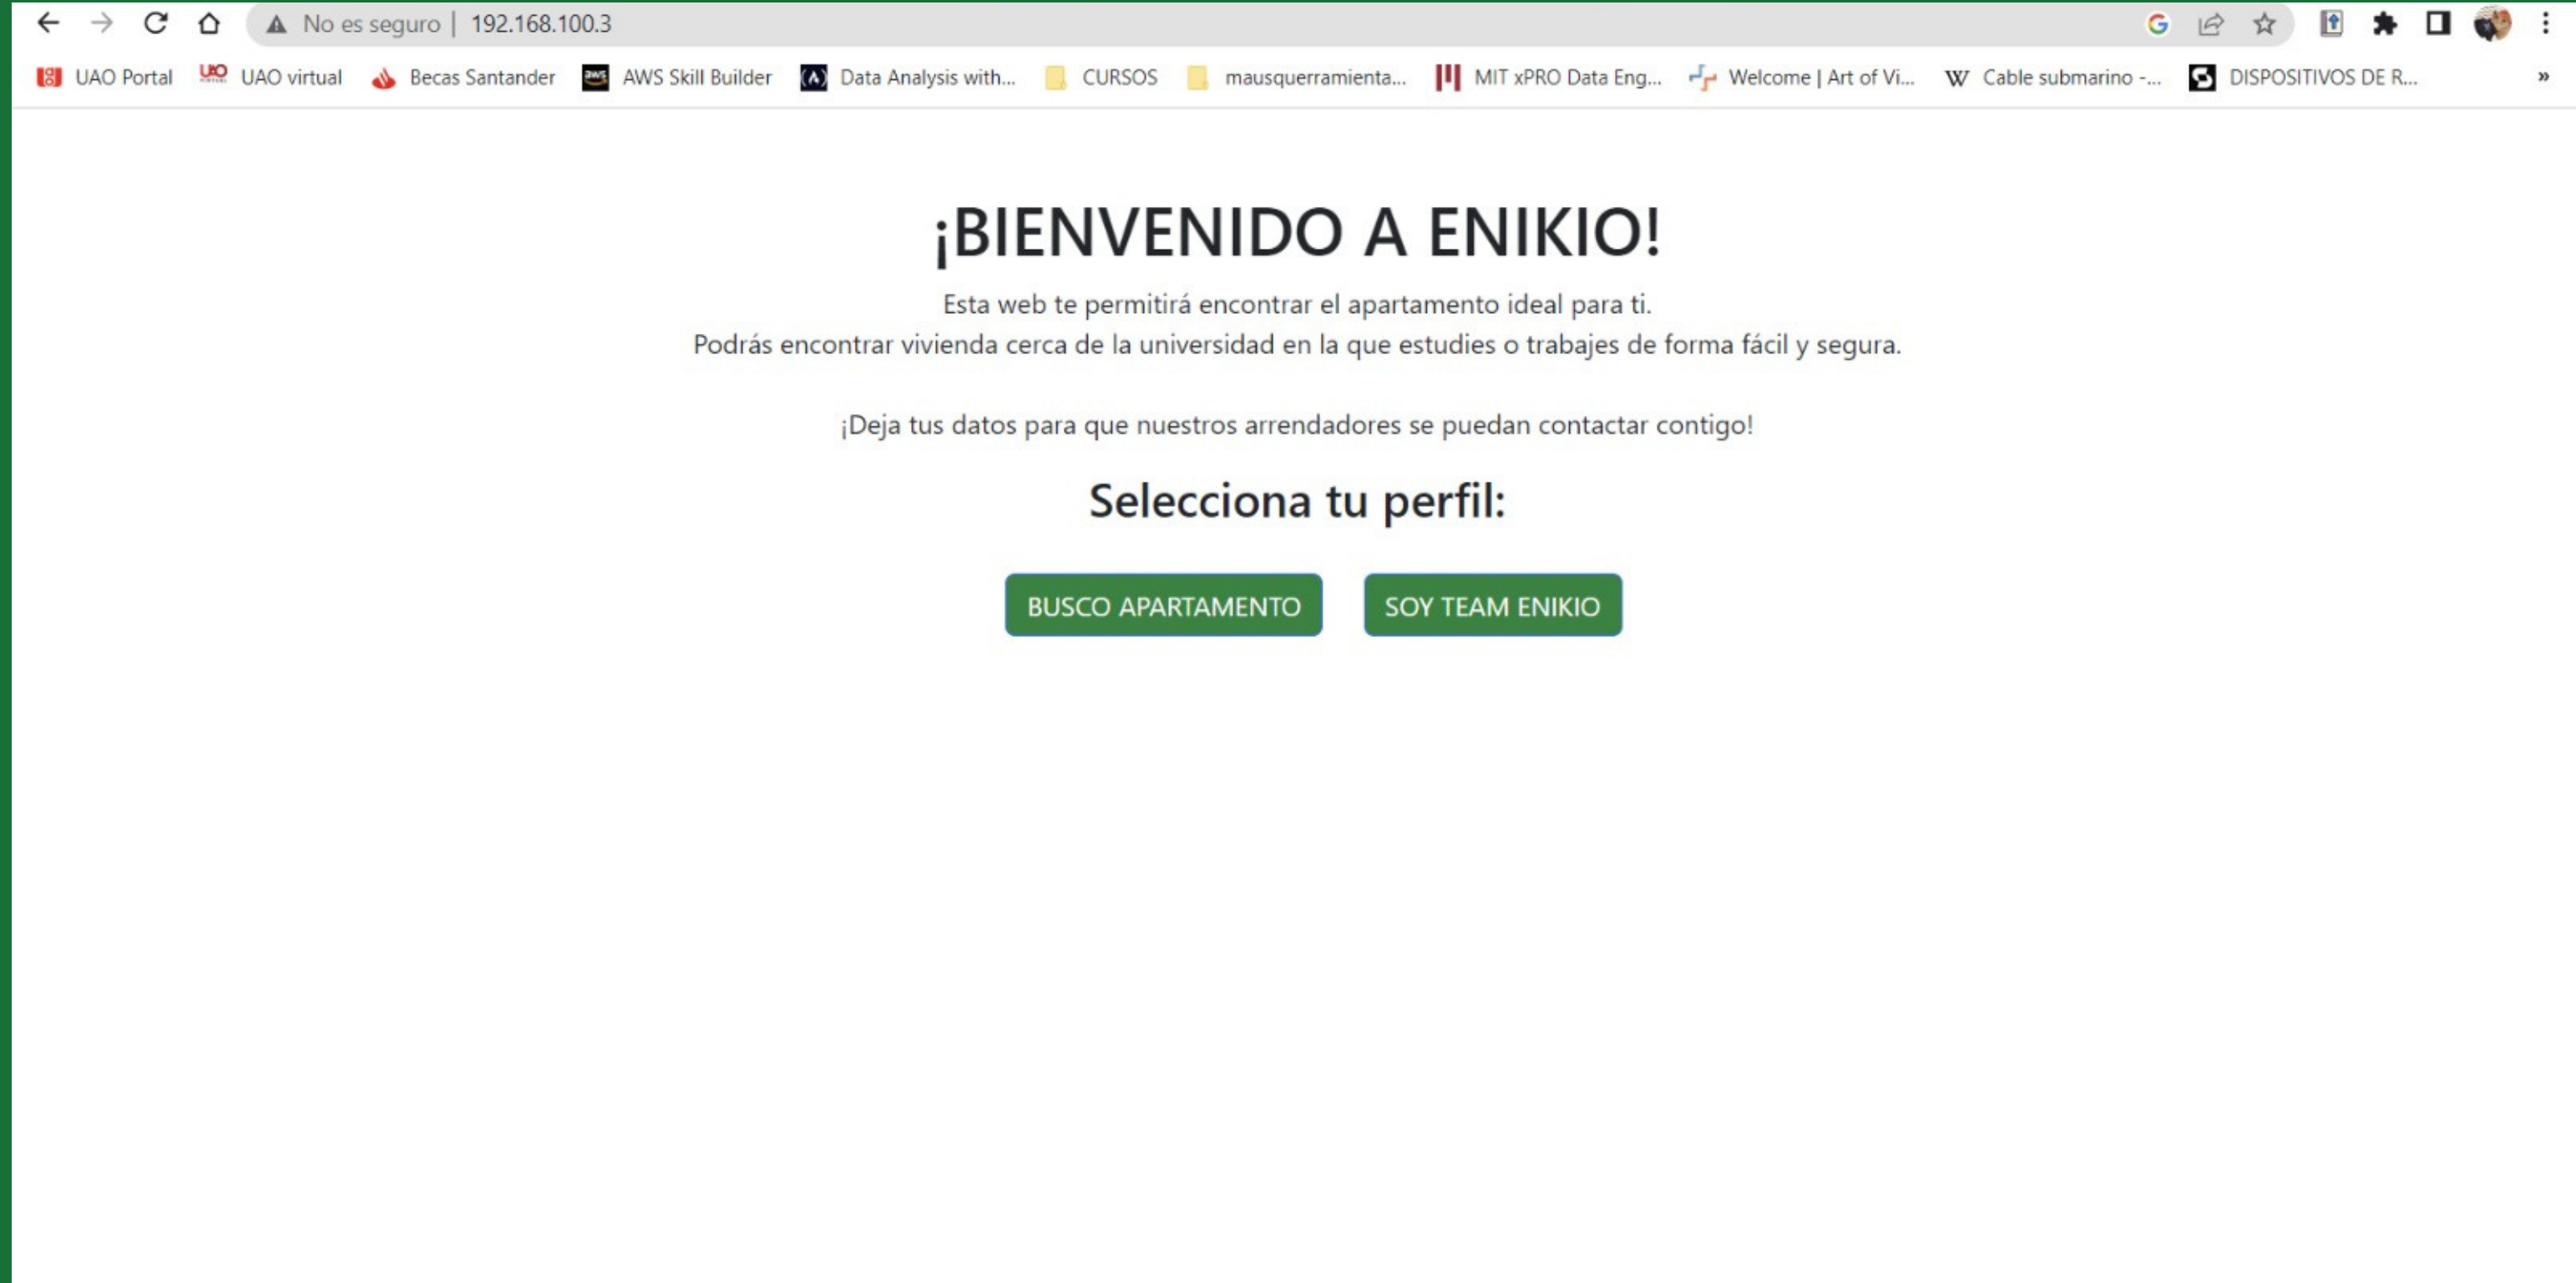 No es seguro | 192.168.100.3
UAO Portal UAO virtual Becas Santander aws AWS Skill Builder Data Analysis with... CURSOS mausquerramienta... MIT xPRO Data Eng... Welcome | Art of Vi... W Cable submarino -... DISPOSITIVOS DE R... »
¡BIENVENIDO A ENIKIO!
Esta web te permitirá encontrar el apartamento ideal para ti.
Podrás encontrar vivienda cerca de la universidad en la que estudies o trabajes de forma fácil y segura.
¡Deja tus datos para que nuestros arrendadores se puedan contactar contigo!
Selecciona tu perfil:
BUSCO APARTAMENTO SOY TEAM ENIKIO